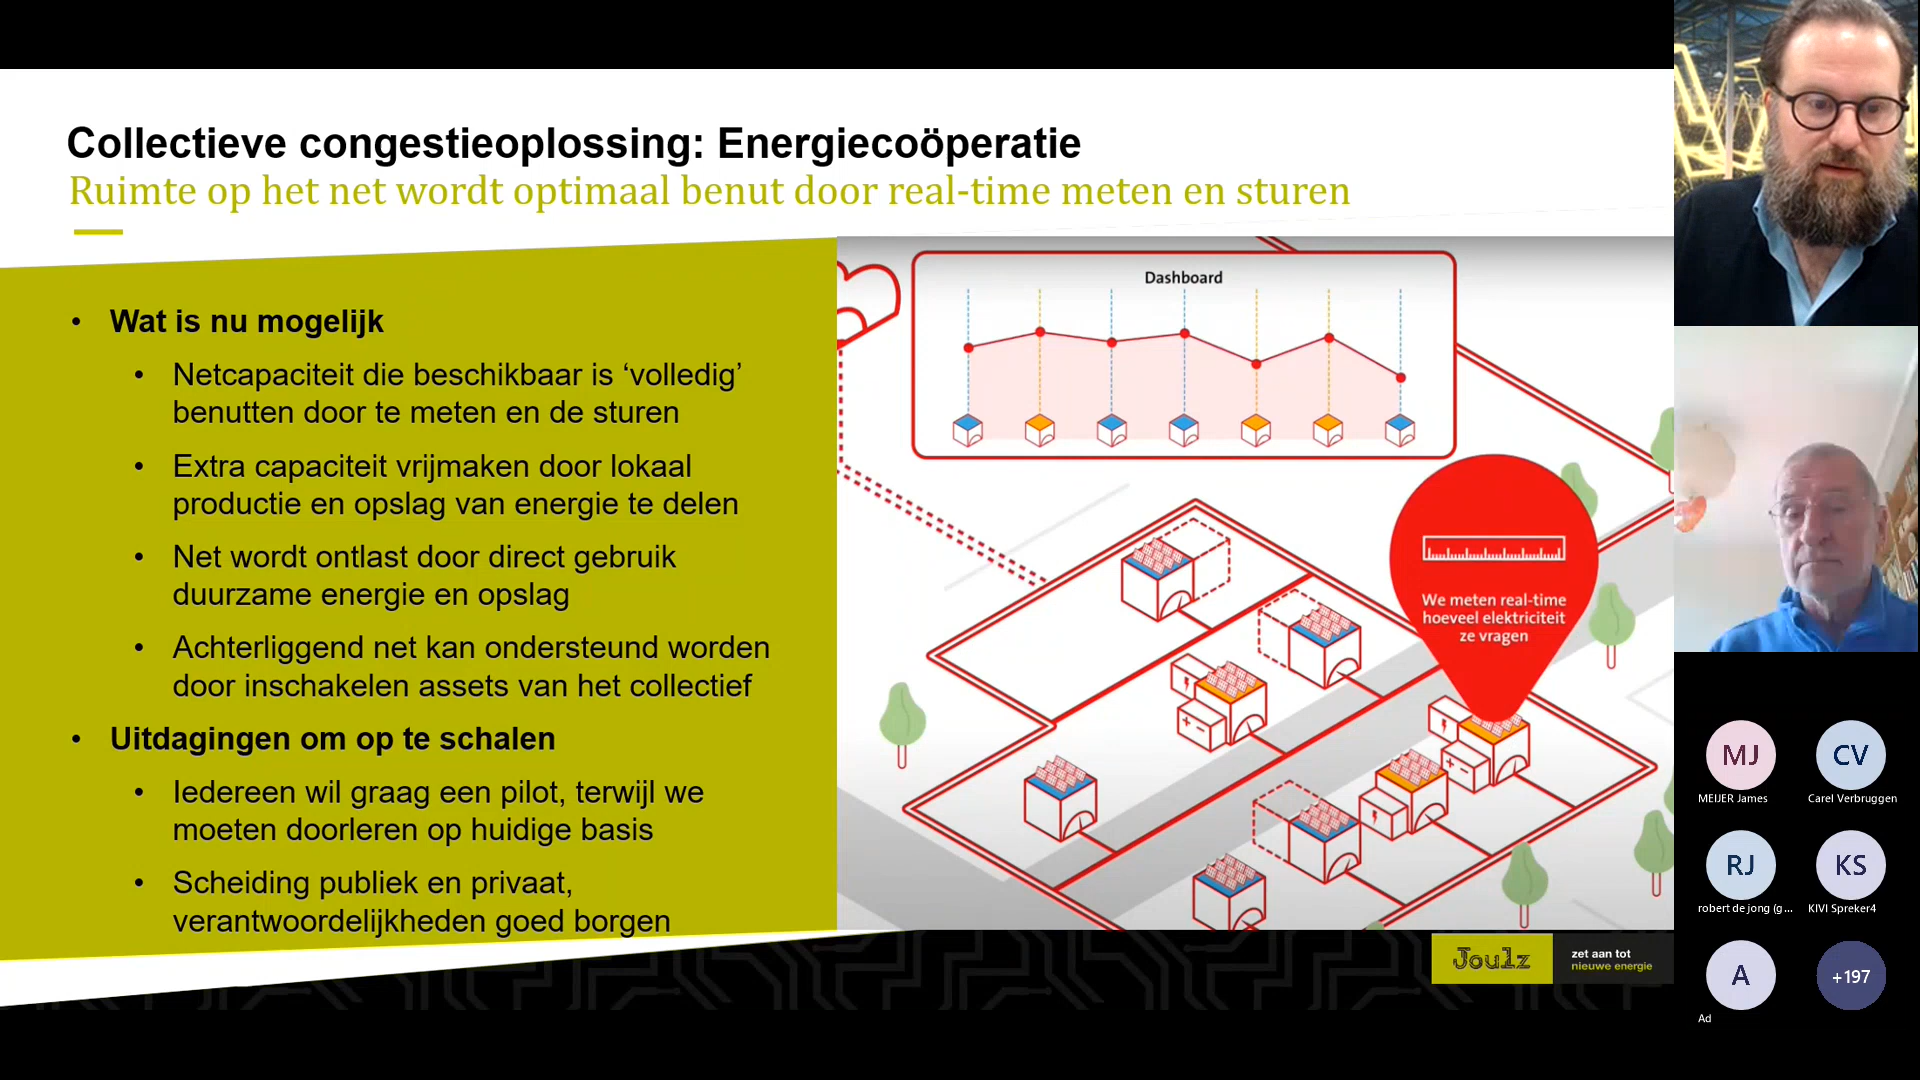 Collectieve congestieoplossing: Energiecoöperatie
Ruimte op het net wordt optimaal benut door real-time meten en sturen
• Wat is nu mogelijk
• Netcapaciteit die beschikbaar is ‘volledig’
benutten door te meten en de sturen
• Extra capaciteit vrijmaken door lokaal
productie en opslag van energie te delen
• Net wordt ontlast door direct gebruik
duurzame energie en opslag
• Achterliggend net kan ondersteund worden
door inschakelen assets van het collectief
• Uitdagingen om op te schalen
• Iedereen wil graag een pilot, terwijl we
moeten doorleren op huidige basis
• Scheiding publiek en privaat,
verantwoordelijkheden goed borgen
Dashboard
We meten real-time
hoeveel elektriciteit
ze vragen
Joulz
zet aan tot
nieuwe energie
MJ
MEIJER James
CV
Carel Verbruggen
RJ
robert de jong (g...
KS
KIVI Spreker4
A
Ad
+197